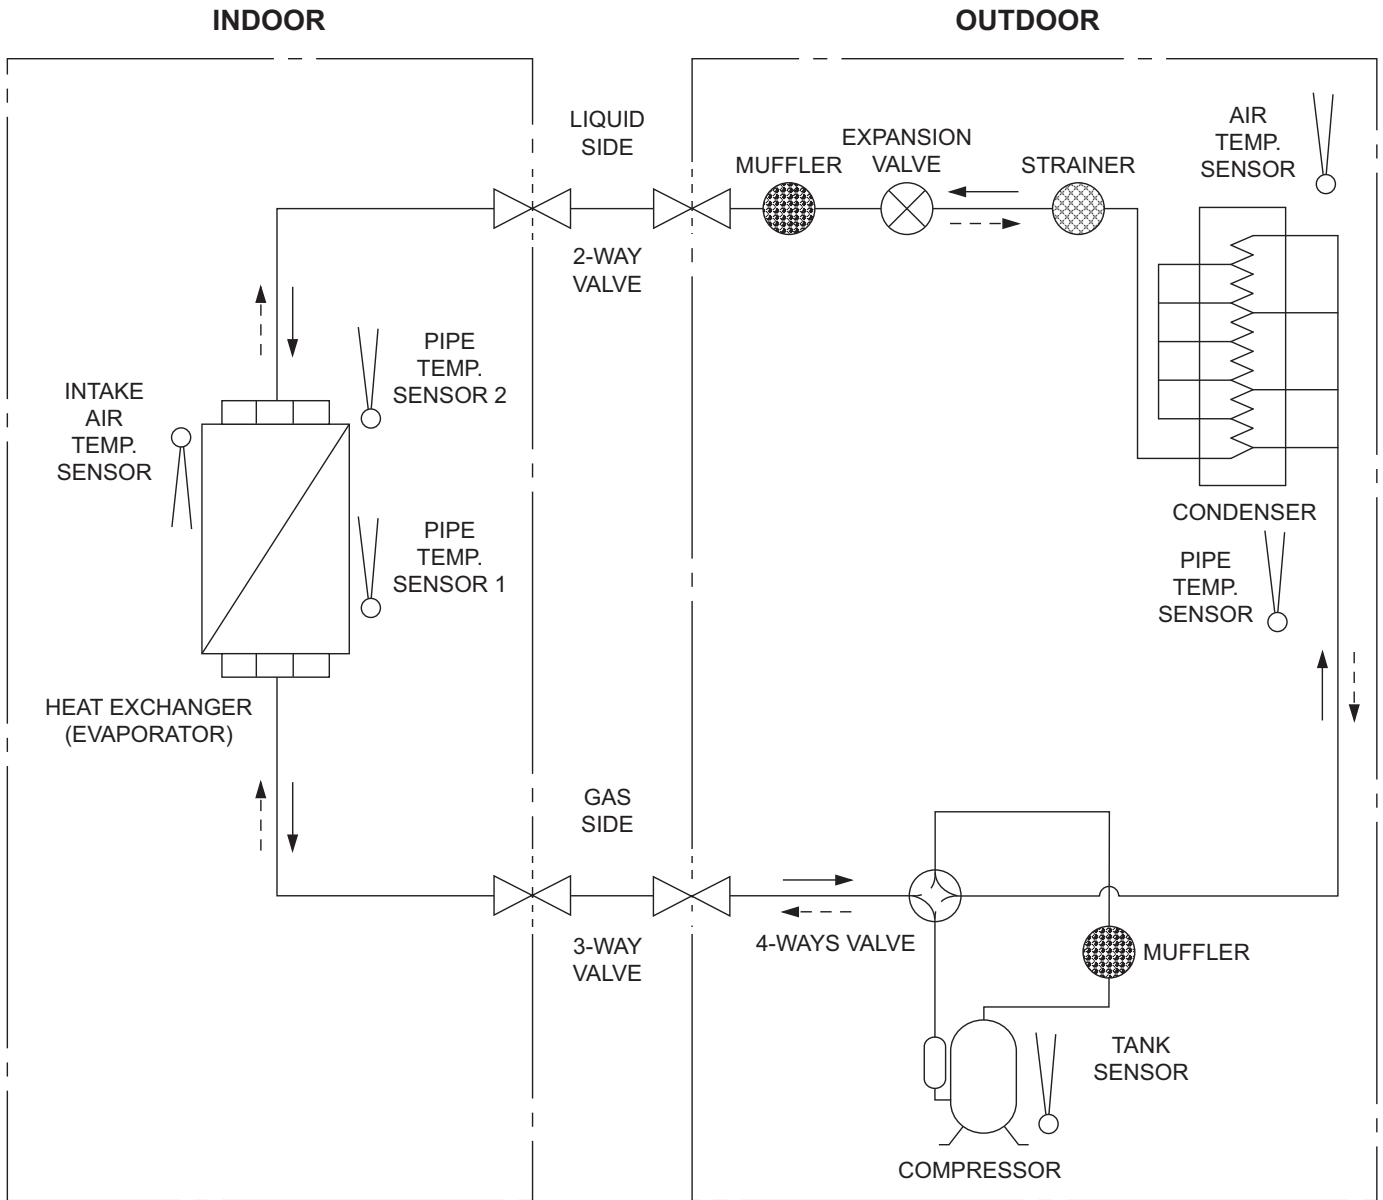 INDOOR
OUTDOOR
LIQUID
SIDE
MUFFLER
EXPANSION
VALVE
STRAINER
AIR
TEMP.
SENSOR
2-WAY
VALVE
PIPE
TEMP.
SENSOR 2
INTAKE
AIR
TEMP.
SENSOR
PIPE
TEMP.
SENSOR 1
CONDENSER
PIPE
TEMP.
SENSOR
HEAT EXCHANGER
(EVAPORATOR)
GAS
SIDE
3-WAY
VALVE
4-WAYS VALVE
MUFFLER
TANK
SENSOR
COMPRESSOR